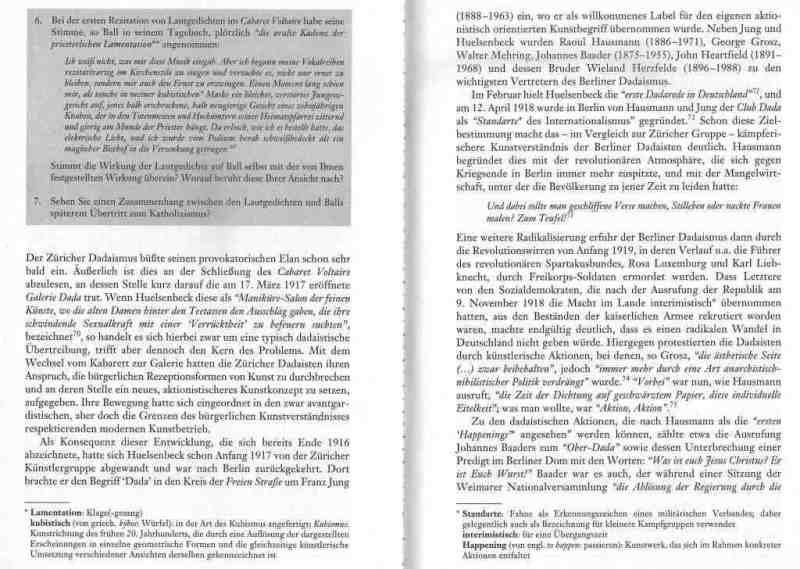 6. Bei der ersten Rezitation von Lautgedichten im Cabaret Voltaire habe seine
Stimme, so Ball in seinem Tagebuch, plötzlich "die uralte Kadenz der
priesterlichen Lamentation*" angenommen:
Ich weiß nicht, was mir diese Musik eingab. Aber ich begann meine Vokalreihen
rezitativartig im Kirchenstile zu singen und versuchte es, nicht nur ernst zu
bleiben, sondern mir auch den Ernst zu erzwingen. Einen Moment lang schien
mir, als tauche in meiner kubistischen* Maske ein bleiches, verstörtes Jungens-
gesicht auf, jenes halb erschrockene, halb neugierige Gesicht eines zehnjährigen
Knaben, der in den Totenmessen und Hochämtern seiner Heimatpfarrei zitternd
und gierig am Munde der Priester hängt. Da erlosch, wie ich es bestellt hatte, das
elektrische Licht, und ich wurde vom Podium herab schweißbedeckt als ein
magischer Bischof in die Versenkung getragen.
Stimmt die Wirkung der Lautgedichte auf Ball selbst mit der von Ihnen
festgestellten Wirkung überein? Worauf beruht diese Ihrer Ansicht nach?
7. Sehen Sie einen Zusammenhang zwischen den Lautgedichten und Balls
späterem Übertritt zum Katholizismus?
Der Züricher Dadaismus büßte seinen provokatorischen Elan schon sehr
bald ein. Äußerlich ist dies an der Schließung des Cabaret Voltaire
abzulesen, an dessen Stelle kurz darauf die am 17. März 1917 eröffnete
Galerie Dada trat. Wenn Huelsenbeck diese als "Maniküre-Salon der feinen
Künste, wo die alten Damen hinter den Teetassen den Ausschlag gaben, die ihre
schwindende Sexualkraft mit einer 'Verrücktheit' zu befeuern suchten",
bezeichnet70, so handelt es sich hierbei zwar um eine typisch dadaistische
Übertreibung, trifft aber dennoch den Kern des Problems. Mit dem
Wechsel vom Kabarett zur Galerie hatten die Züricher Dadaisten ihren
Anspruch, die bürgerlichen Rezeptionsformen von Kunst zu durchbrechen
und an deren Stelle ein neues, aktionistischeres Kunstkonzept zu setzen,
aufgegeben. Ihre Bewegung hatte sich eingeordnet in den zwar avantgar-
distischen, aber doch die Grenzen des bürgerlichen Kunstverständnisses
respektierenden modernen Kunstbetrieb.
Als Konsequenz dieser Entwicklung, die sich bereits Ende 1916
abzeichnete, hatte sich Huelsenbeck schon Anfang 1917 von der Züricher
Künstlergruppe abgewandt und war nach Berlin zurückgekehrt. Dort
brachte er den Begriff 'Dada' in den Kreis der Freien Straße um Franz Jung
* Lamentation: Klage(-gesang)
kubistisch (von griech. kybos: Würfel): in der Art des Kubismus angefertigt; Kubismus:
Kunstrichtung des frühen 20. Jahrhunderts, die durch eine Auflösung der dargestellten
Erscheinungen in einzelne geometrische Formen und die gleichzeitige künstlerische
Umsetzung verschiedener Ansichten derselben gekennzeichnet ist
(1888–1963) ein, wo er als willkommenes Label für den eigenen aktio-
nistisch orientierten Kunstbegriff übernommen wurde. Neben Jung und
Huelsenbeck wurden Raoul Hausmann (1886–1971), George Grosz,
Walter Mehring, Johannes Baader (1875–1955), John Heartfield (1891–
1968) und dessen Bruder Wieland Herzfelde (1896–1988) zu den
wichtigsten Vertretern des Berliner Dadaismus.
Im Februar hielt Huelsenbeck die "erste Dadarede in Deutschland"71, und
am 12. April 1918 wurde in Berlin von Hausmann und Jung der Club Dada
als "Standarte* des Internationalismus" gegründet.72 Schon diese Ziel-
bestimmung macht das – im Vergleich zur Züricher Gruppe – kämpferi-
schere Kunstverständnis der Berliner Dadaisten deutlich. Hausmann
begründet dies mit der revolutionären Atmosphäre, die sich gegen
Kriegsende in Berlin immer mehr zuspitzte, und mit der Mangelwirt-
schaft, unter der die Bevölkerung zu jener Zeit zu leiden hatte:
Und dabei sollte man geschliffene Verse machen, Stilleben oder nackte Frauen
malen? Zum Teufel!73
Eine weitere Radikalisierung erfuhr der Berliner Dadaismus dann durch
die Revolutionswirren von Anfang 1919, in deren Verlauf u.a. die Führer
des revolutionären Spartakusbundes, Rosa Luxemburg und Karl Lieb-
knecht, durch Freikorps-Soldaten ermordet wurden. Dass Letztere
von den Sozialdemokraten, die nach der Ausrufung der Republik am
9. November 1918 die Macht im Lande interimistisch* übernommen
hatten, aus den Beständen der kaiserlichen Armee rekrutiert worden
waren, machte endgültig deutlich, dass es einen radikalen Wandel in
Deutschland nicht geben würde. Hiergegen protestierten die Dadaisten
durch künstlerische Aktionen, bei denen, so Grosz, "die ästhetische Seite
(...) zwar beibehalten", jedoch "immer mehr durch eine Art anarchistisch-
nihilistischer Politik verdrängt" wurde.74 "Vorbei" war nun, wie Hausmann
ausruft, "die Zeit der Dichtung auf geschwärztem Papier, diese individuelle
Eitelkeit"; was man wollte, war "Aktion, Aktion".75
Zu den dadaistischen Aktionen, die nach Hausmann als die "ersten
'Happenings'* angesehen" werden können, zählte etwa die Ausrufung
Johannes Baaders zum "Ober-Dada" sowie dessen Unterbrechung einer
Predigt im Berliner Dom mit den Worten: "Was ist euch Jesus Christus? Er
ist Euch Wurst!" Baader war es auch, der während einer Sitzung der
Weimarer Nationalversammlung "die Ablösung der Regierung durch die
* Standarte: Fahne als Erkennungszeichen eines militärischen Verbandes; daher
gelegentlich auch als Bezeichnung für kleinere Kampfgruppen verwendet
interimistisch: für eine Übergangszeit
Happening (von engl. to happen: passieren): Kunstwerk, das sich im Rahmen konkreter
Aktionen entfaltet